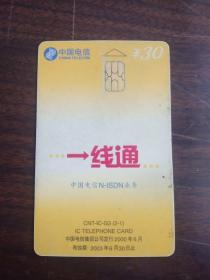 中国电信
CHINA TELECOM
¥30
一线通
中国电信N-ISDN业务
CNT-IC-G3 (2-1)
IC TELEPHONE CARD
中国电信集团公司发行 2000年6月
有效期 2003年6月30日止